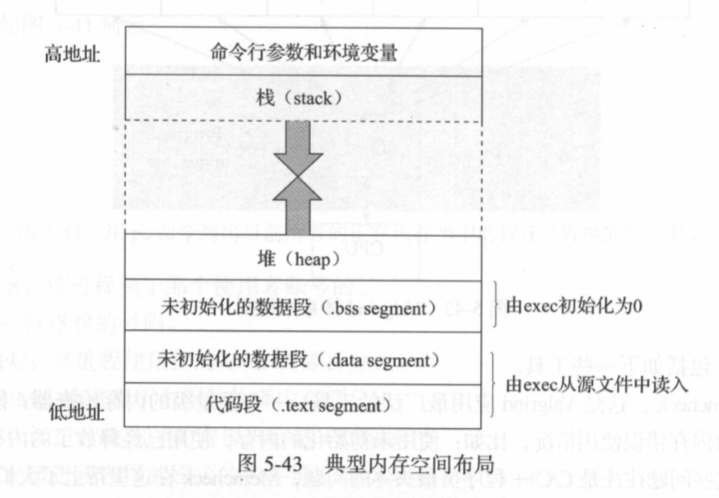 高地址
命令行参数和环境变量
栈（stack）
堆（heap）
未初始化的数据段（.bss segment）
由exec初始化为0
未初始化的数据段（.data segment）
由exec从源文件中读入
低地址
代码段（.text segment）
图 5-43 典型内存空间布局